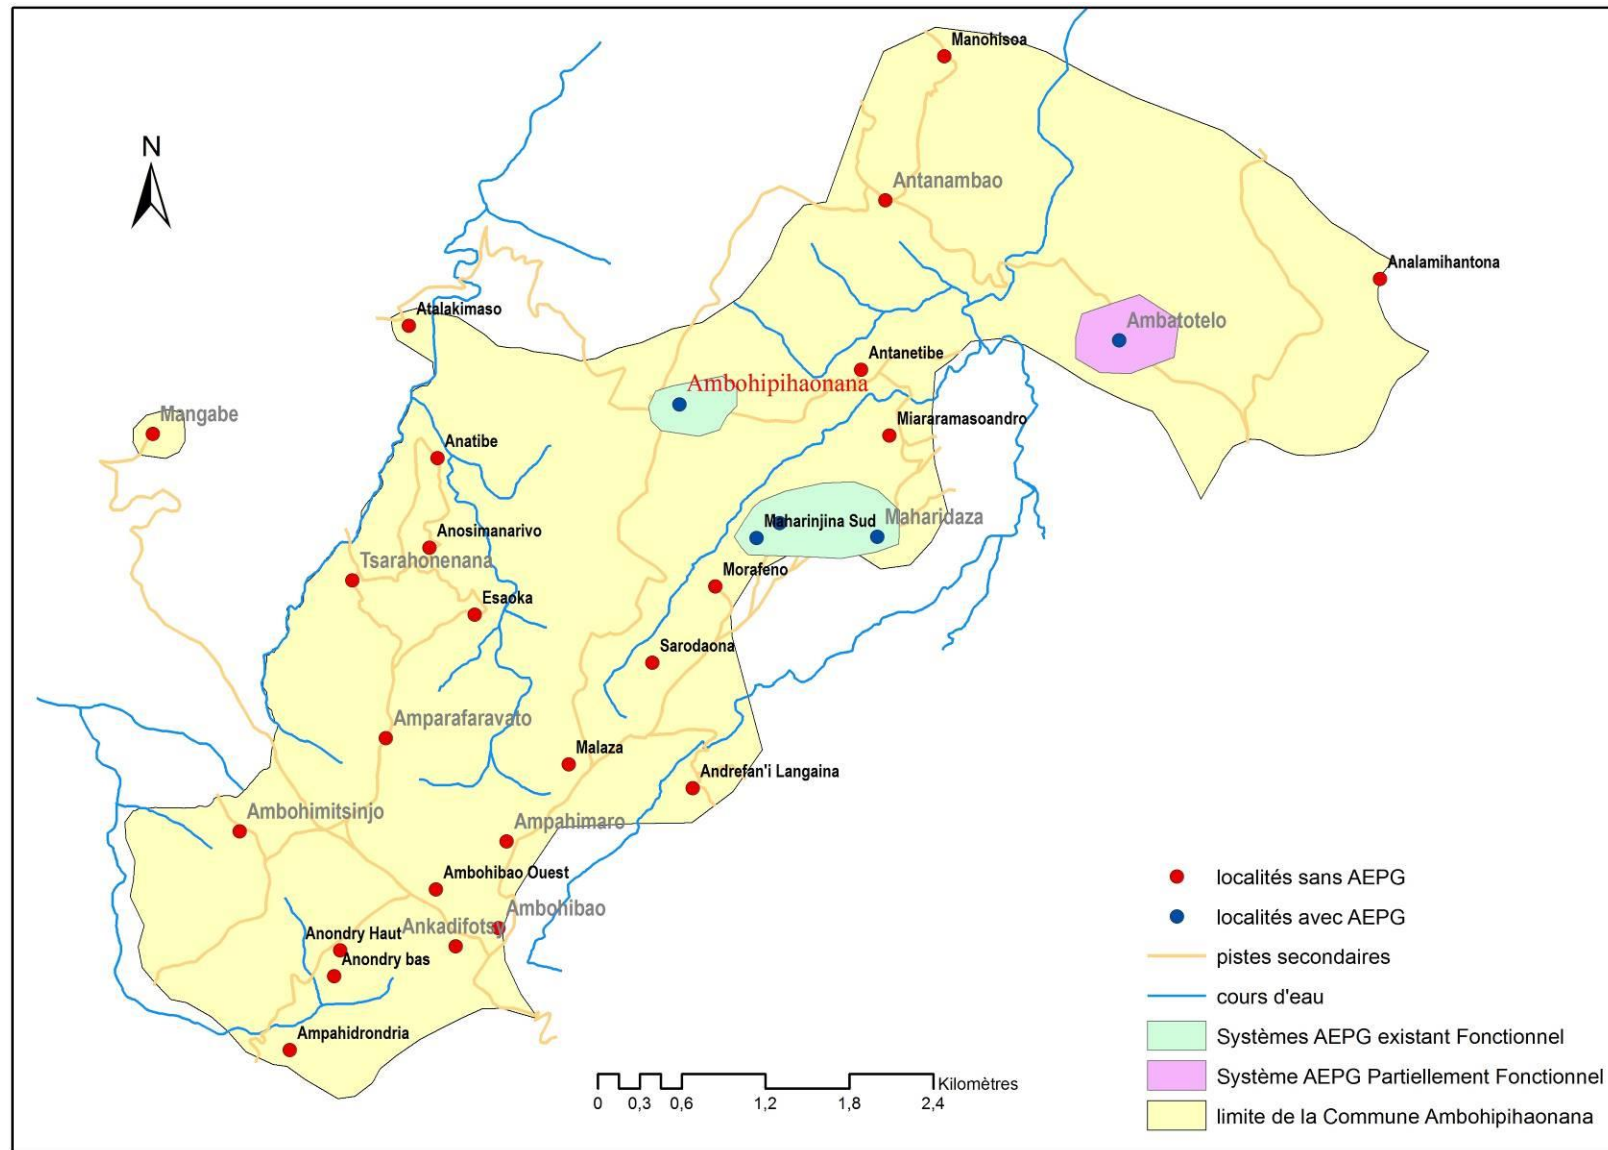 Manohisoa
N
Antanambao
Analamihantona
Atalakimaso
Ambatotelo
Antanetibe
Ambohipihaonana
Mangabe
Miararamasoandro
Anatibe
Maharinjina Sud
Maharidaza
Anosimanarivo
Tsarahonenana
Morafeno
Esaoka
Sarodaona
Amparafaravato
Malaza
Andrefan'i Langaina
Ambohimitsinjo
Ampahimaro
Ambohibao Ouest
Ambohibao
Ankadifotsy
Anondry Haut
Anondry bas
Ampahidrondria
localités sans AEPG
localités avec AEPG
pistes secondaires
cours d'eau
Systèmes AEPG existant Fonctionnel
Système AEPG Partiellement Fonctionnel
limite de la Commune Ambohipihaonana
Kilomètres
0 0,3 0,6 1,2 1,8 2,4